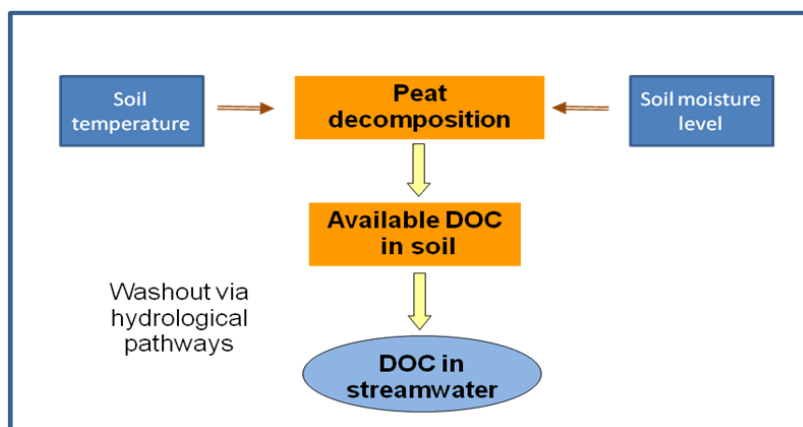 Soil
temperature
Peat
decomposition
Soil moisture
level
Available DOC
in soil
Washout via
hydrological
pathways
DOC in
streamwater